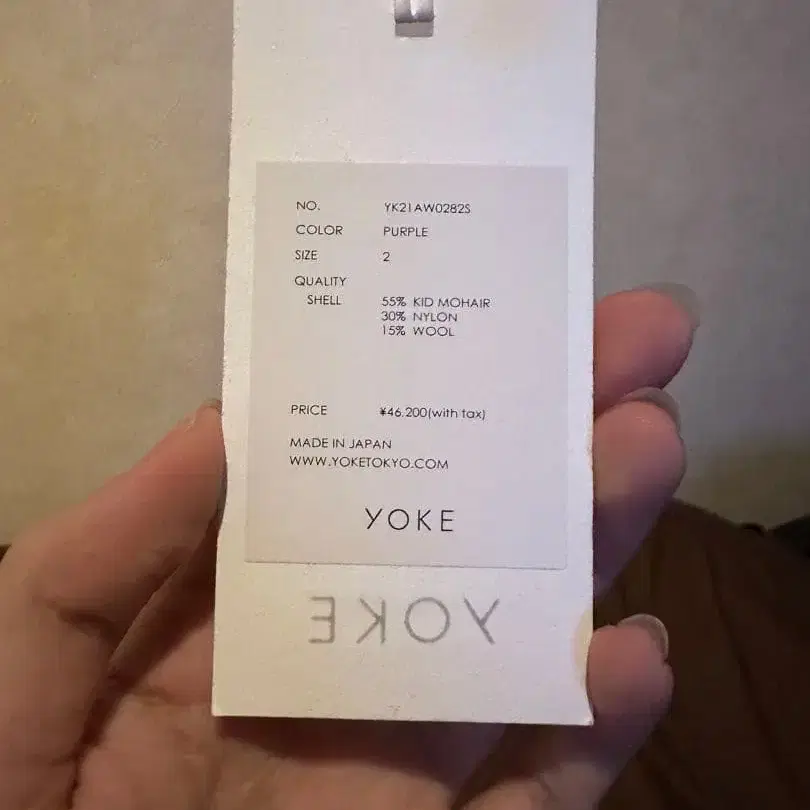 NO. YK21AW0282S
COLOR PURPLE
SIZE 2
QUALITY
SHELL 55% KID MOHAIR
30% NYLON
15% WOOL
PRICE ¥46.200(with tax)
MADE IN JAPAN
WWW.YOKETOKYO.COM
YOKE
YOKE